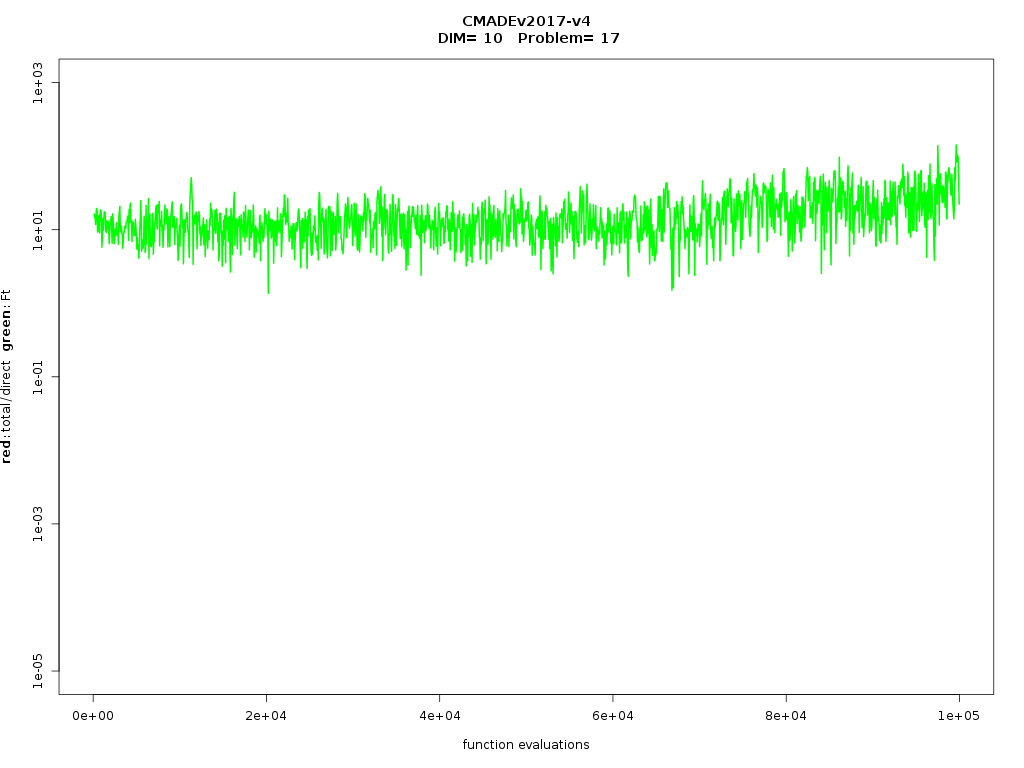 CMADEv2017-v4
DIM= 10 Problem= 17
1e+03
1e+01
1e-01
1e-03
1e-05
red: total/direct green: Ft
0e+00 2e+04 4e+04 6e+04 8e+04 1e+05
function evaluations